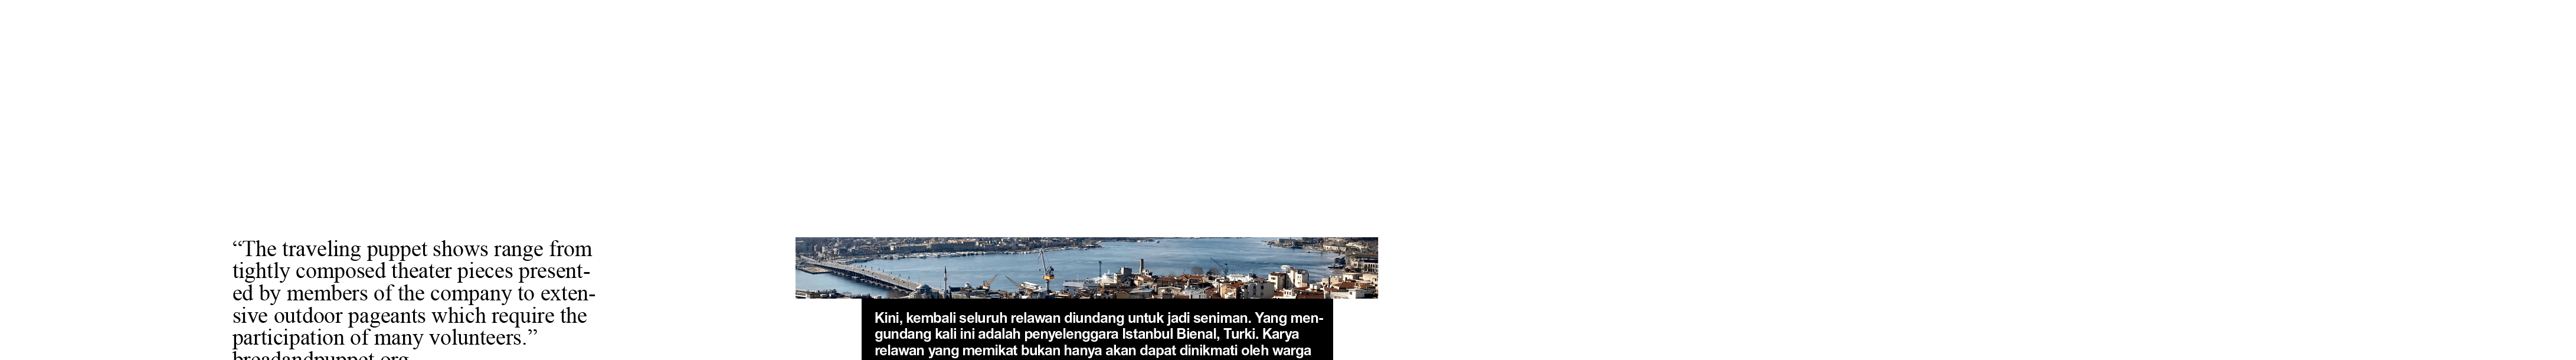 “The traveling puppet shows range from
tightly composed theater pieces present-
ed by members of the company to exten-
sive outdoor pageants which require the
participation of many volunteers.”
breadandpuppet.org
Kini, kembali seluruh relawan diundang untuk jadi seniman. Yang men-
gundang kali ini adalah penyelenggara Istanbul Bienal, Turki. Karya
relawan yang memikat bukan hanya akan dapat dinikmati oleh warga